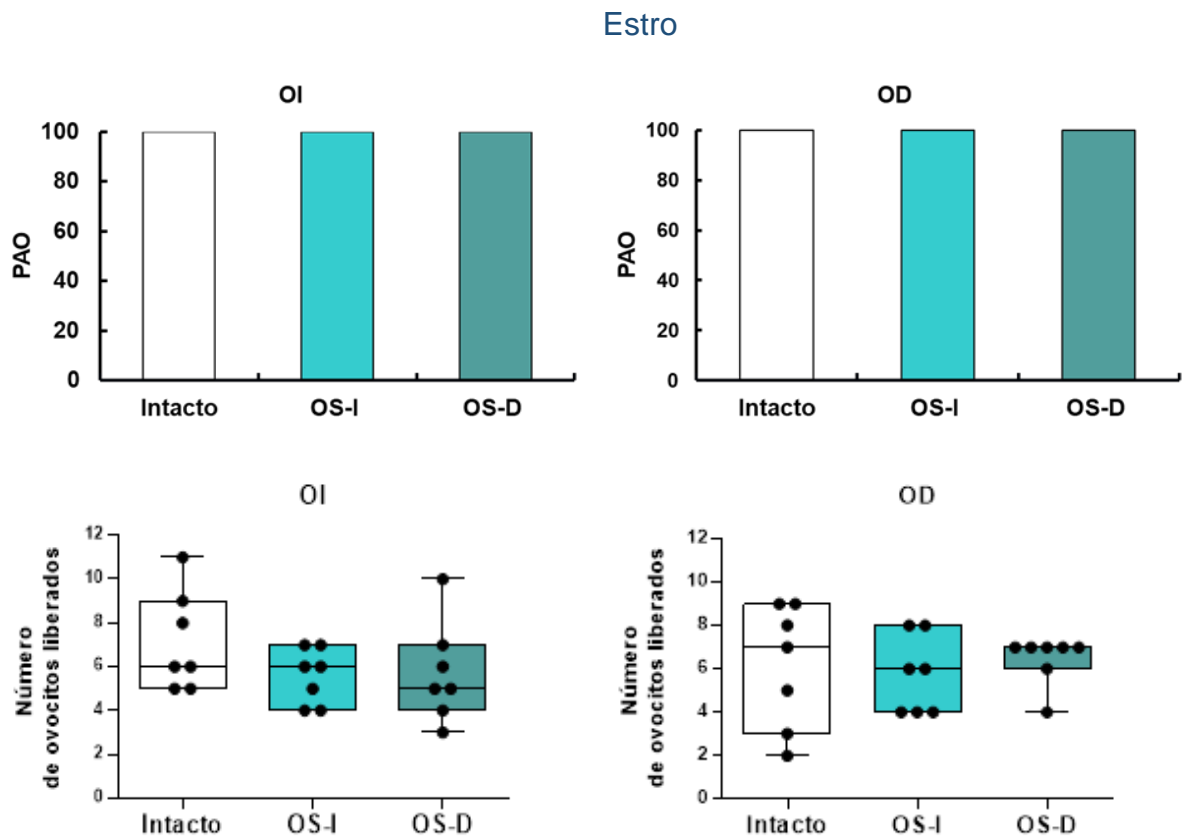 Estro
OI
PAO
100
80
60
40
20
0
Intacto OS-I OS-D
OD
PAO
100
80
60
40
20
0
Intacto OS-I OS-D
OI
Número
de ovocitos liberados
12
10
8
6
4
2
0
Intacto OS-I OS-D
OD
Número
de ovocitos liberados
12
10
8
6
4
2
0
Intacto OS-I OS-D